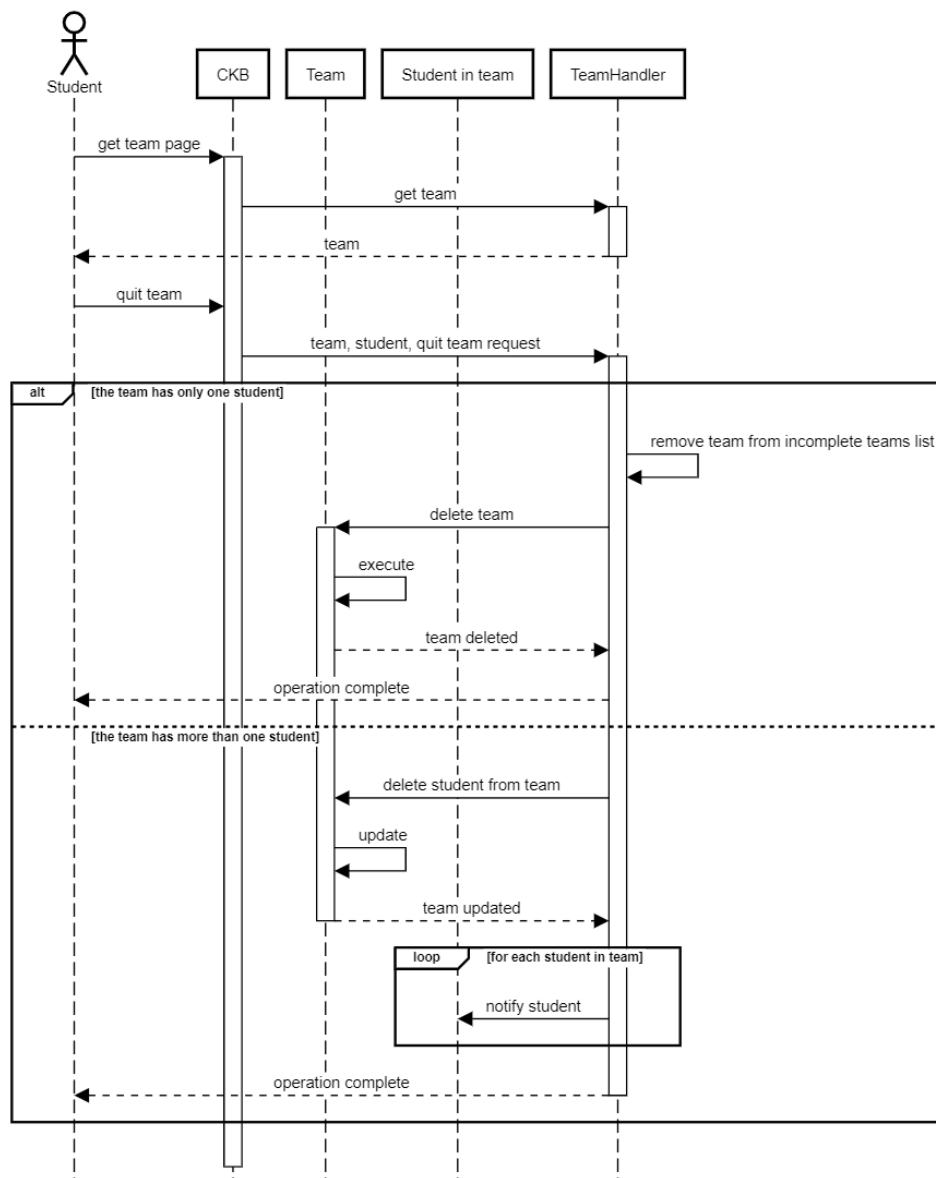 Student
CKB
Team
Student in team
TeamHandler
get team page
get team
team
quit team
team, student, quit team request
alt
[the team has only one student]
remove team from incomplete teams list
delete team
execute
team deleted
operation complete
[the team has more than one student]
delete student from team
update
team updated
loop
[for each student in team]
notify student
operation complete